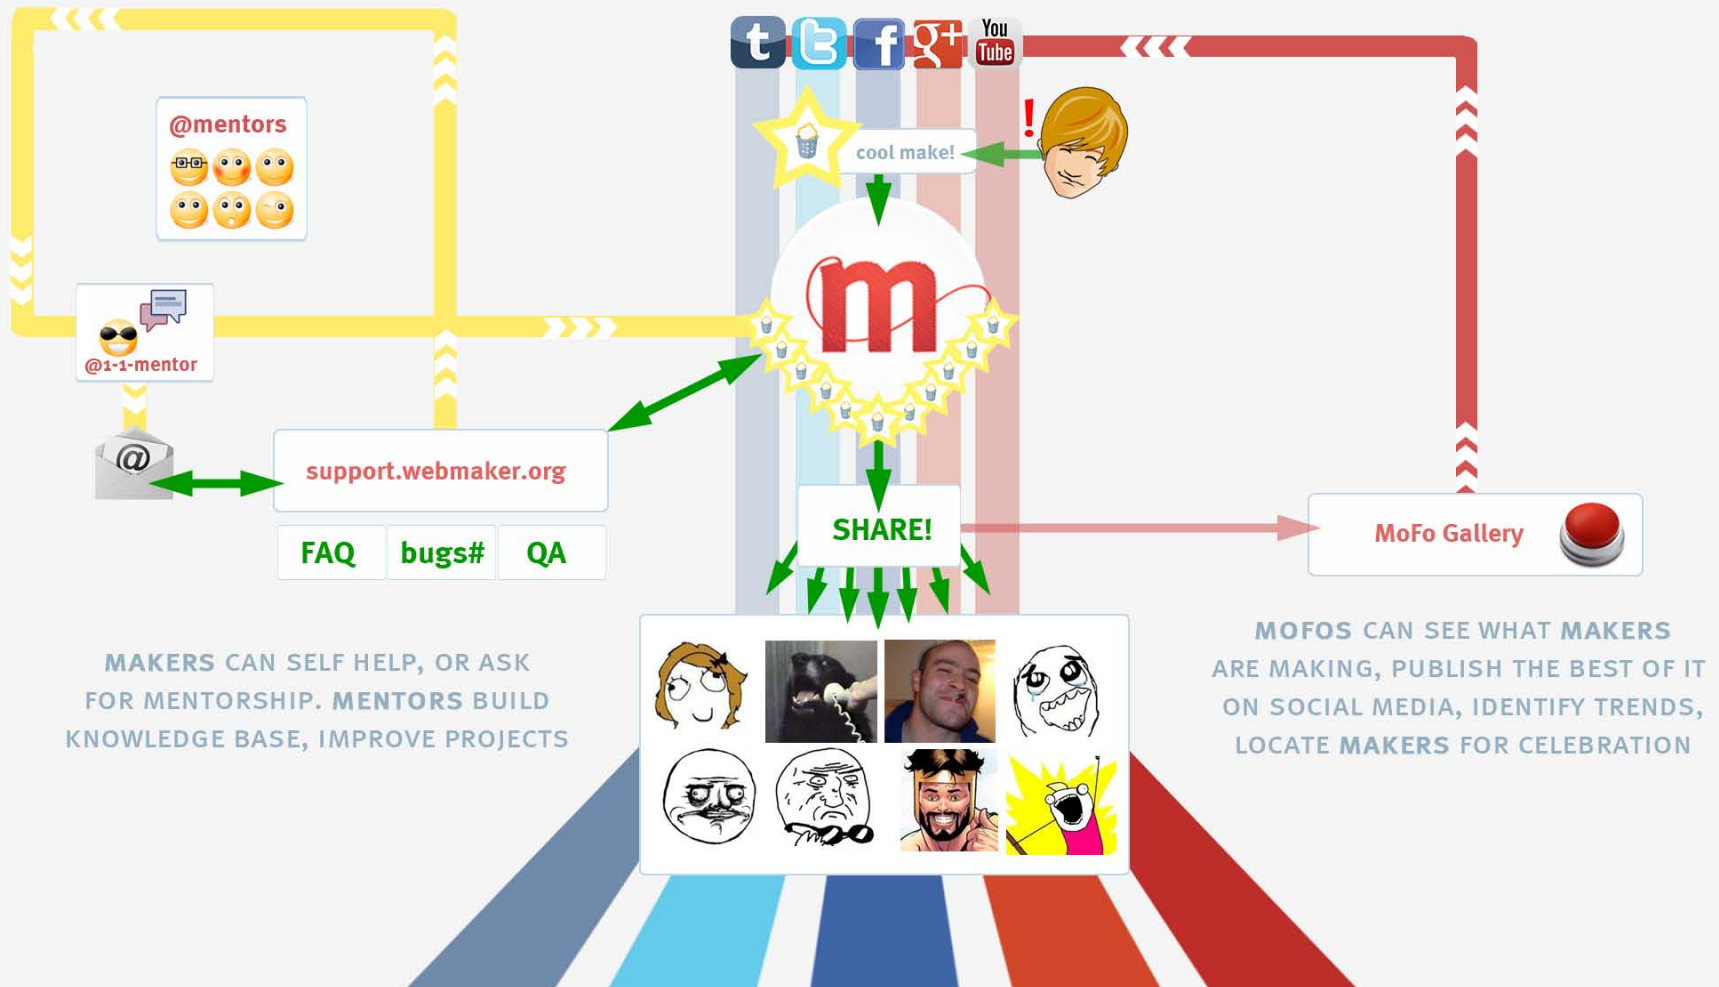 t
t
f
g+
You
Tube
@mentors
!
cool make!
m
@1-1-mentor
@
support.webmaker.org
FAQ
bugs#
QA
SHARE!
MoFo Gallery
MAKERS CAN SELF HELP, OR ASK
FOR MENTORSHIP. MENTORS BUILD
KNOWLEDGE BASE, IMPROVE PROJECTS
MOFOS CAN SEE WHAT MAKERS
ARE MAKING, PUBLISH THE BEST OF IT
ON SOCIAL MEDIA, IDENTIFY TRENDS,
LOCATE MAKERS FOR CELEBRATION